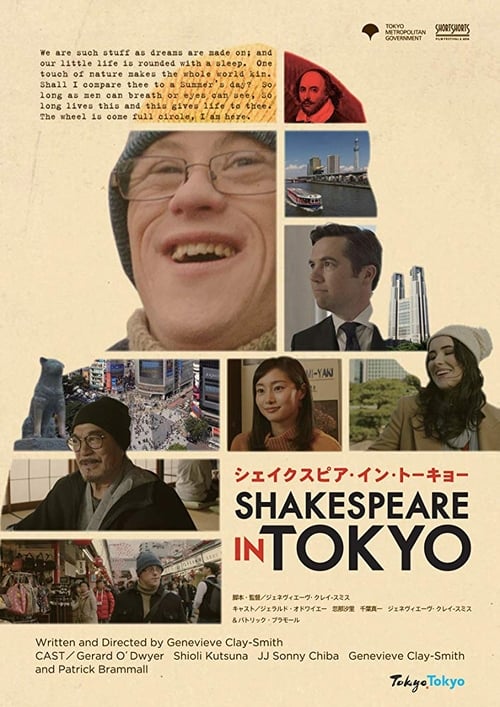 We are such stuff as dreams are made on; and
our little life is rounded with a sleep. One
touch of nature makes the whole world kin.
Shall I compare thee to a Summer's day? So
long as men can breath or eyes can see, So
long lives this and this gives life to thee.
The wheel is come full circle, I am here.
TOKYO
METROPOLITAN
GOVERNMENT
SHORTSHORTS
MI-YAKI
シェイクスピア・イン・トーキョー
SHAKESPEARE
IN TOKYO
脚本・監督／ジェネヴィエーヴ・クレイ・スミス
キャスト／ジェラルド・オドワイエー 忽那汐里 千葉真一 ジェネヴィエーヴ・クレイ・スミス
&パトリック・ブラモール
Written and Directed by Genevieve Clay-Smith
CAST／Gerard O'Dwyer Shioli Kutsuna JJ Sonny Chiba Genevieve Clay-Smith
and Patrick Brammall
Tokyo Tokyo